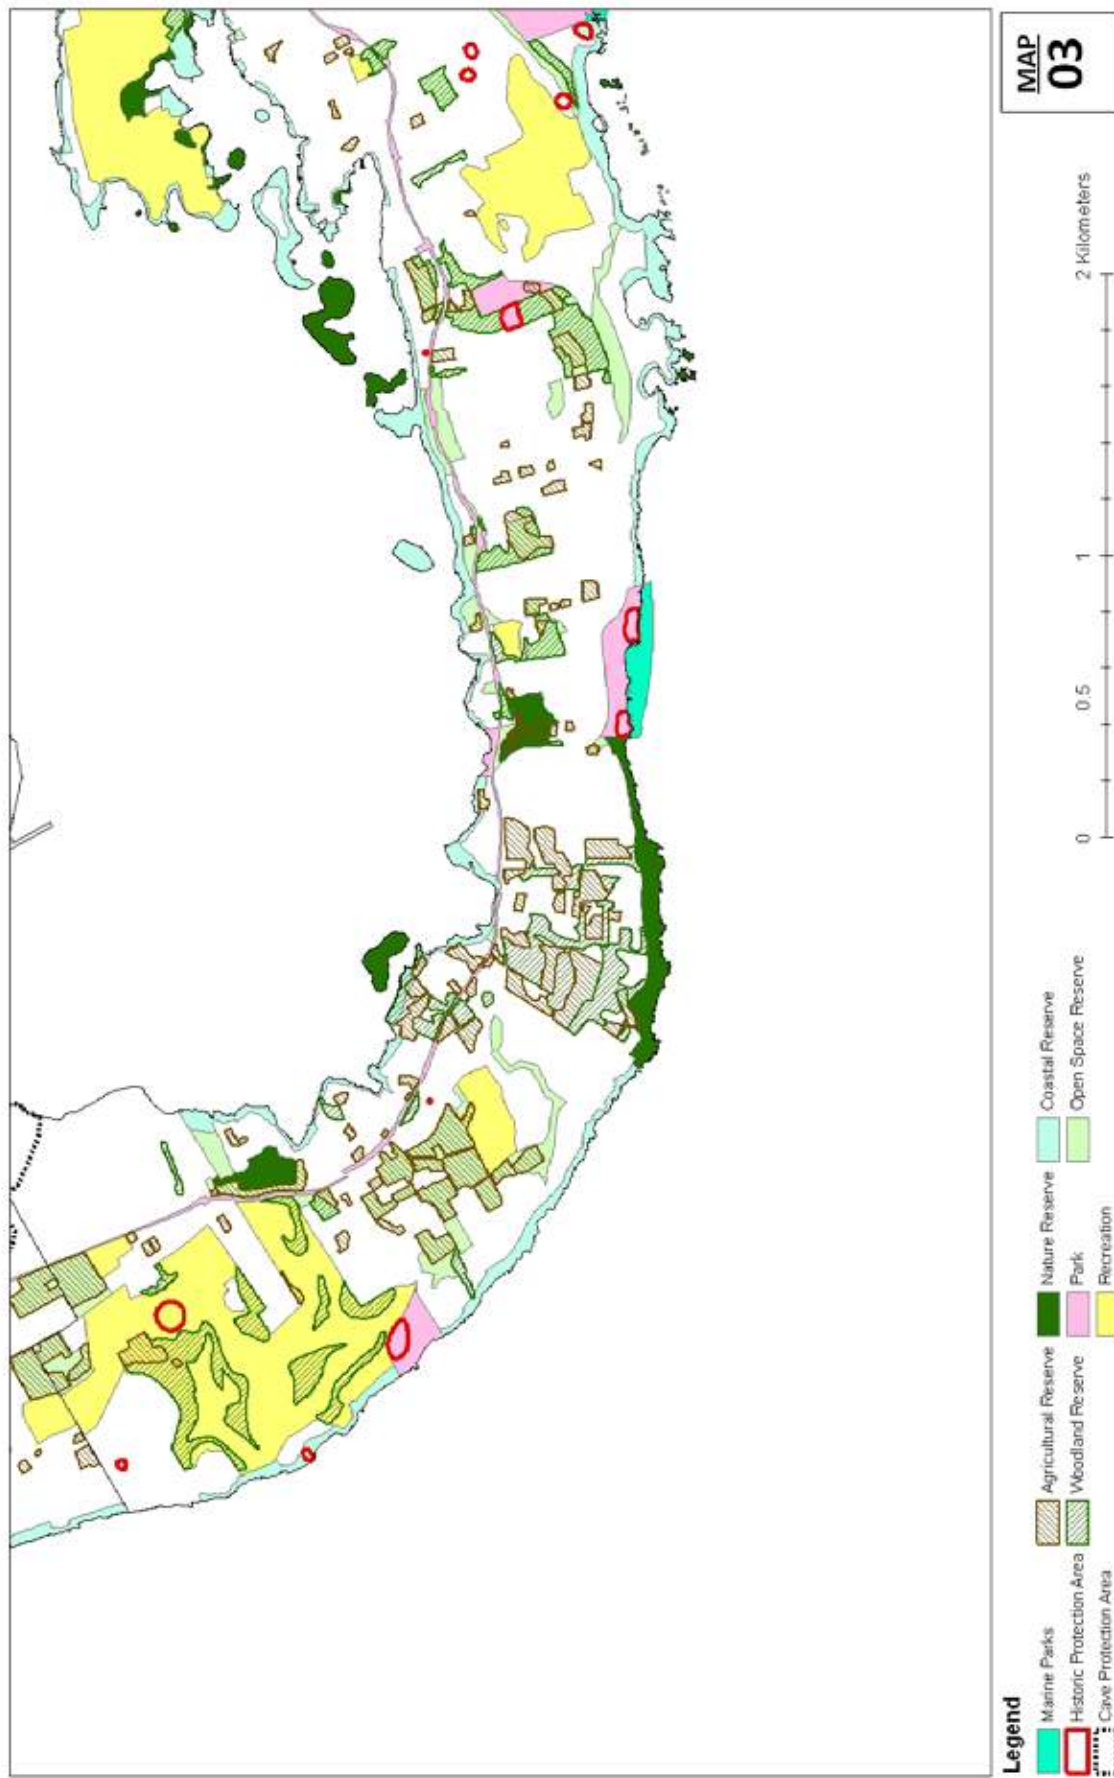 MAP
03
0
0.5
1
2 Kilometers
Legend
Marine Parks
Historic Protection Area
Cave Protection Area
Agricultural Reserve
Woodland Reserve
Nature Reserve
Park
Recreation
Coastal Reserve
Open Space Reserve